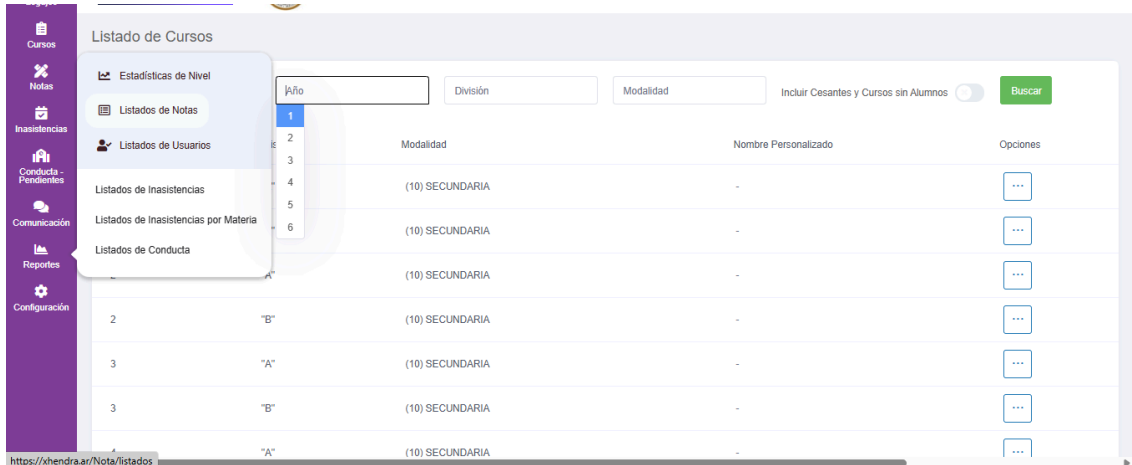 Cursos
Notas
Inasistencias
Conducta -
Pendientes
Comunicación
Reportes
Configuración
Listado de Cursos
Estadísticas de Nivel
Listados de Notas
Listados de Usuarios
Listados de Inasistencias
Listados de Inasistencias por Materia
Listados de Conducta
Año
1
2
3
4
5
6
División
Modalidad
Incluir Cesantes y Cursos sin Alumnos
Buscar
Modalidad Nombre Personalizado Opciones
(10) SECUNDARIA - ...
(10) SECUNDARIA - ...
"A" (10) SECUNDARIA - ...
2 "B" (10) SECUNDARIA - ...
3 "A" (10) SECUNDARIA - ...
3 "B" (10) SECUNDARIA - ...
"A" (10) SECUNDARIA - ...
https://xhendra.ar/Nota/listados